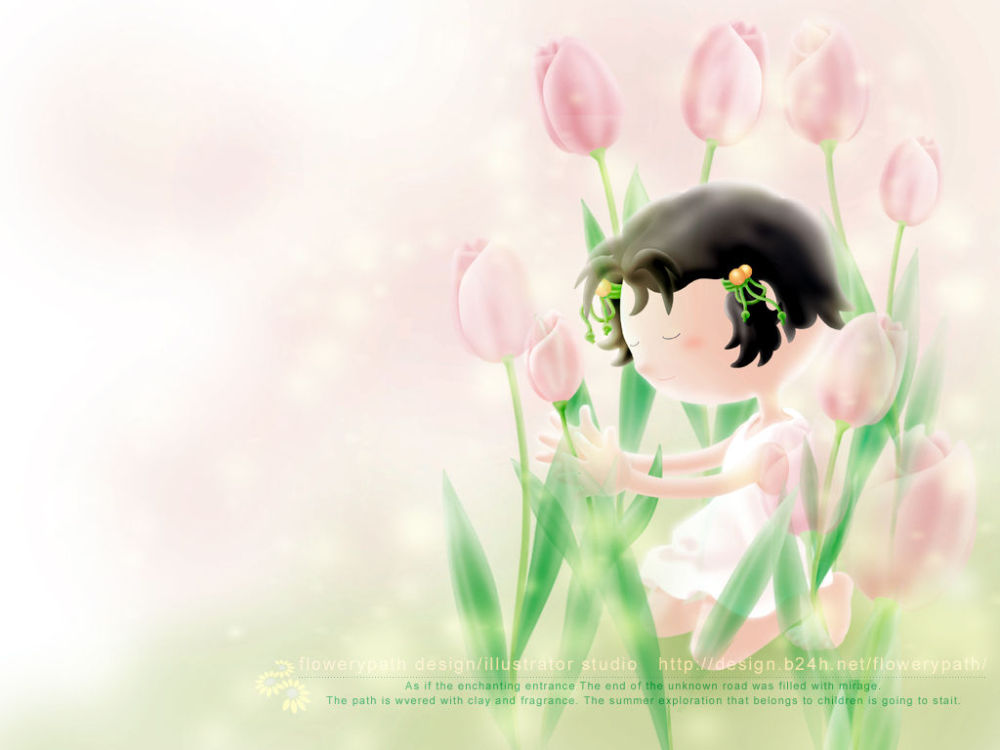 flowerypath design/illustrator studio http://design.b24h.net/flowerypath/
As if the enchanting entrance The end of the unknown road was filled with mirage.
The path is wvered with clay and fragrance. The summer exploration that belongs to children is going to stait.